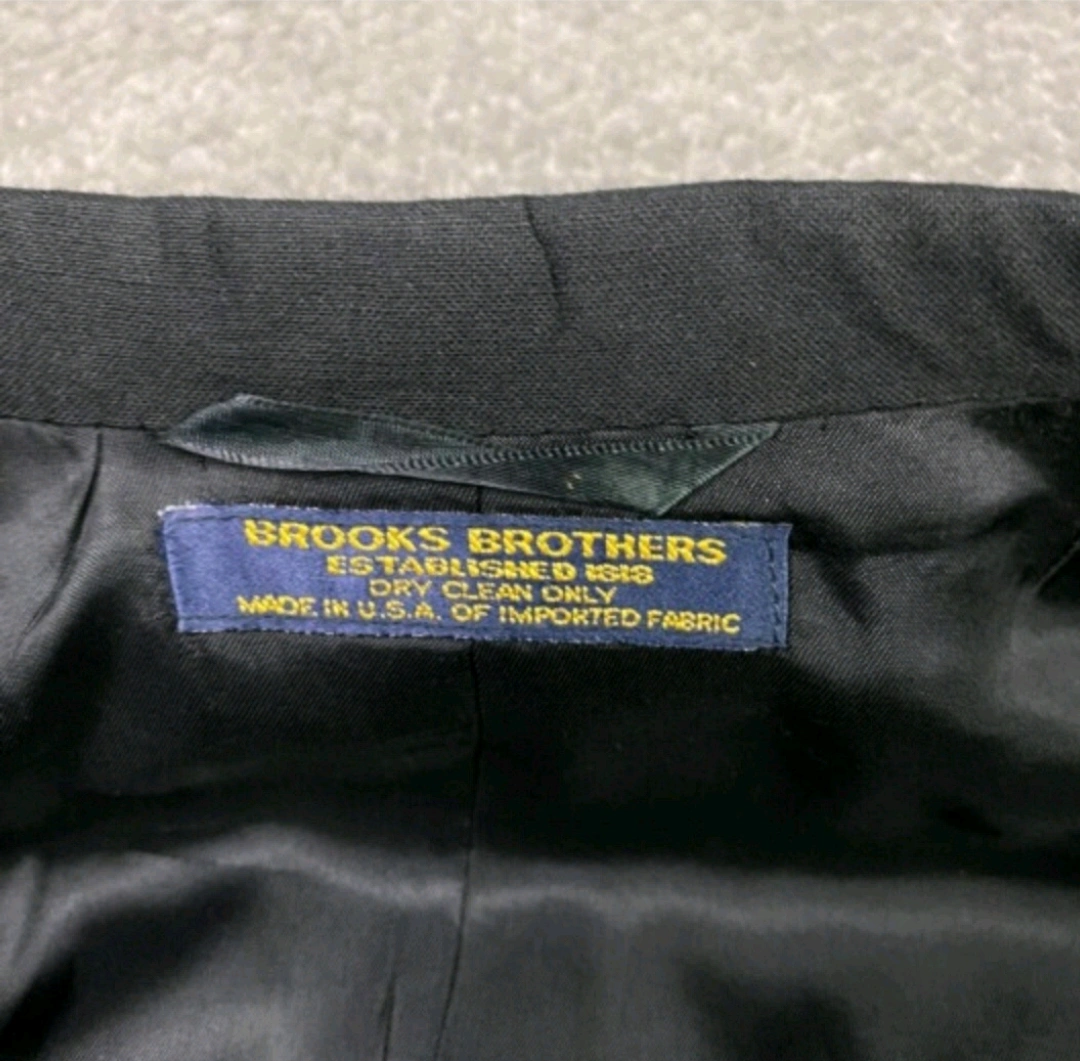 BROOKS BROTHERS
ESTABLISHED 1818
DRY CLEAN ONLY
MADE IN U.S.A. OF IMPORTED FABRIC